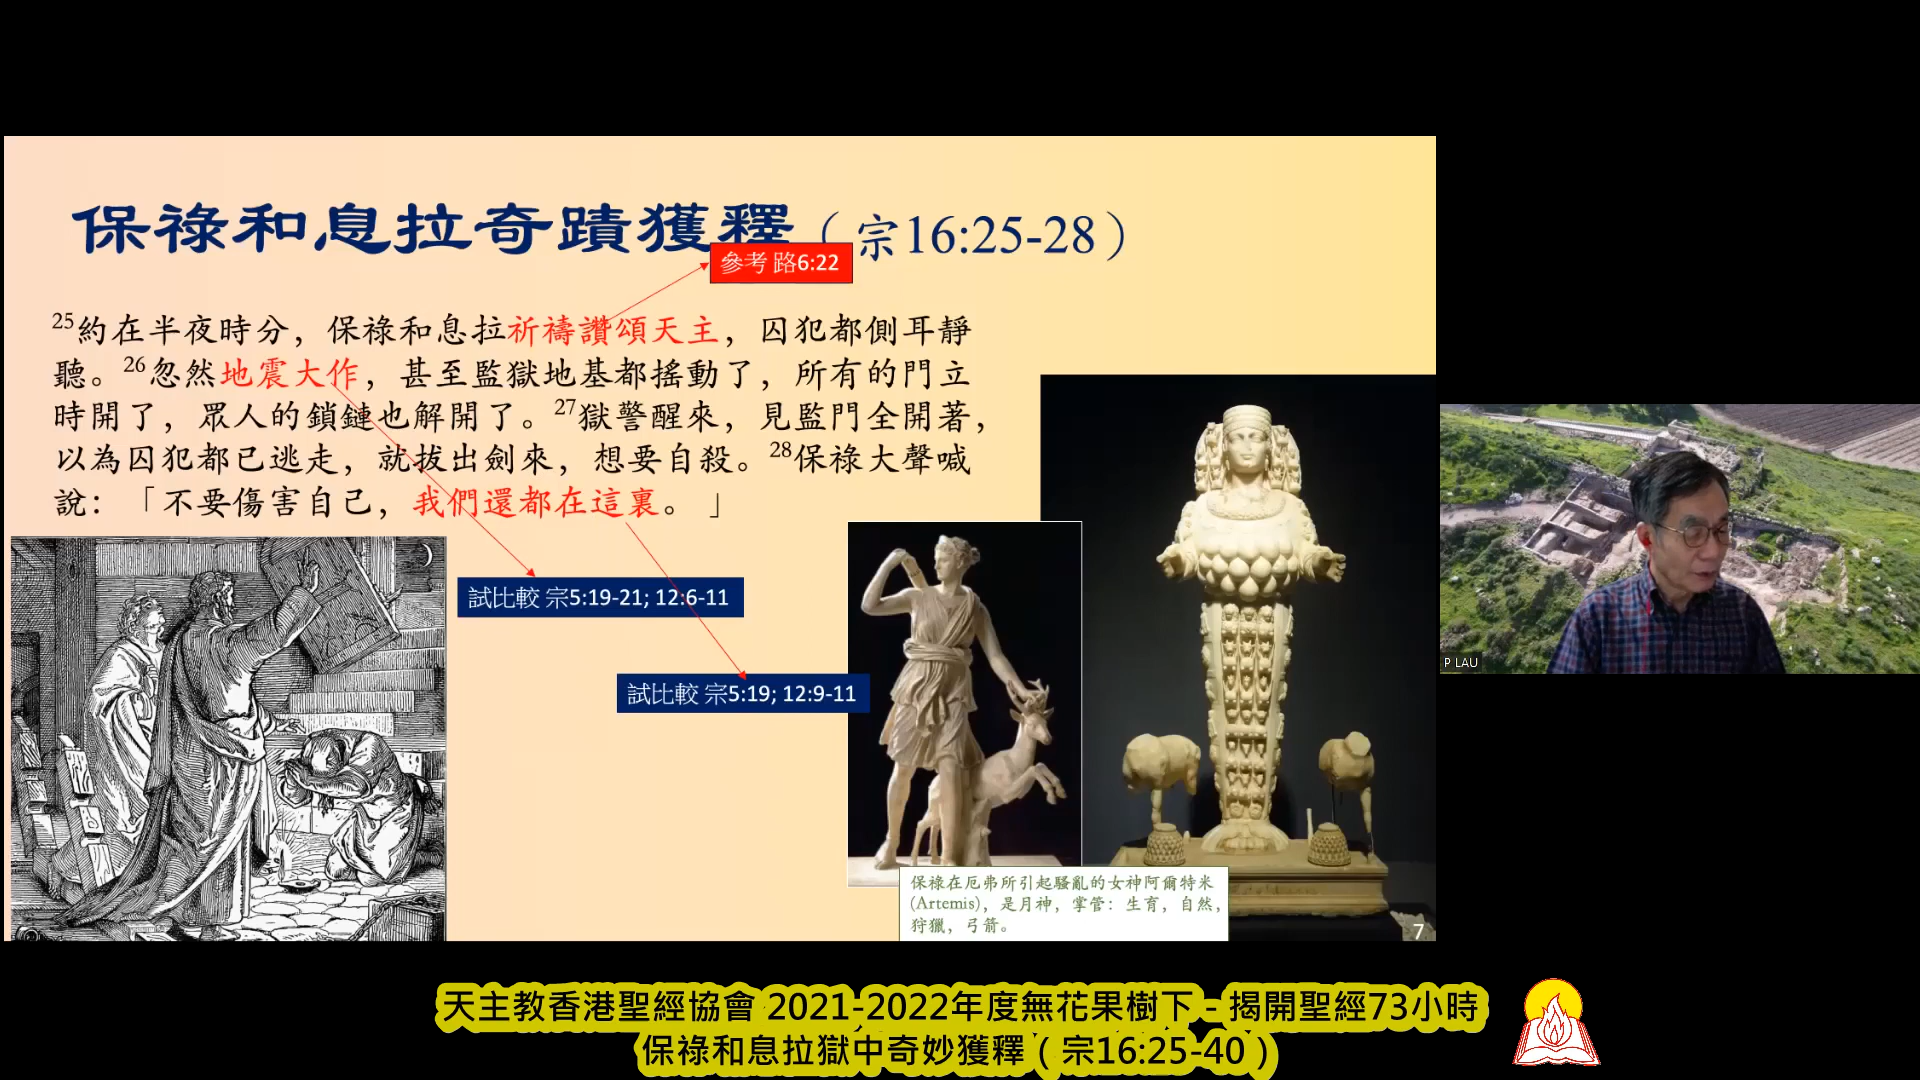 保祿和息拉奇蹟獲釋（宗16:25-28）
參考 路6:22
25約在半夜時分，保祿和息拉祈禱讚頌天主，囚犯都側耳靜
聽。26忽然地震大作，甚至監獄地基都搖動了，所有的門立
時開了，眾人的鎖鏈也解開了。27獄警醒來，見監門全開著，
以為囚犯都已逃走，就拔出劍來，想要自殺。28保祿大聲喊
說：「不要傷害自己，我們還都在這裏。」
試比較 宗5:19-21; 12:6-11
試比較 宗5:19; 12:9-11
保祿在厄弗所引起騷亂的女神阿爾特米
(Artemis)，是月神，掌管：生育，自然，
狩獵，弓箭。
7
P LAU
天主教香港聖經協會 2021-2022年度無花果樹下 - 揭開聖經73小時
保祿和息拉獄中奇妙獲釋（宗16:25-40）